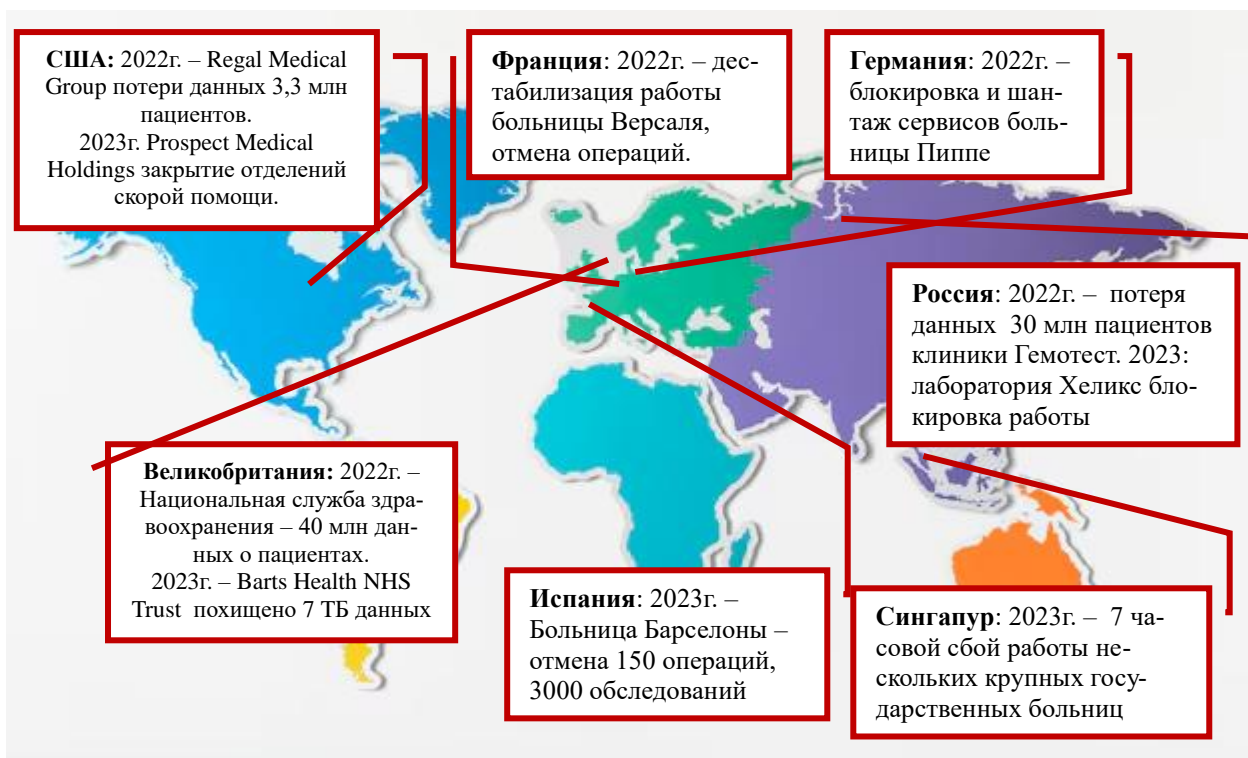 США: 2022г. – Regal Medical
Group потери данных 3,3 млн
пациентов.
2023г. Prospect Medical
Holdings закрытие отделений
скорой помощи.
Франция: 2022г. – дес-
табилизация работы
больницы Версаля,
отмена операций.
Германия: 2022г. –
блокировка и шан-
таж сервисов боль-
ницы Пиппе
Россия: 2022г. – потеря
данных 30 млн пациентов
клиники Гемотест. 2023:
лаборатория Хеликс бло-
кировка работы
Великобритания: 2022г. –
Национальная служба здра-
воохранения – 40 млн дан-
ных о пациентах.
2023г. – Barts Health NHS
Trust похищено 7 ТБ данных
Испания: 2023г. –
Больница Барселоны –
отмена 150 операций,
3000 обследований
Сингапур: 2023г. – 7 ча-
совой сбой работы не-
скольких крупных госу-
дарственных больниц